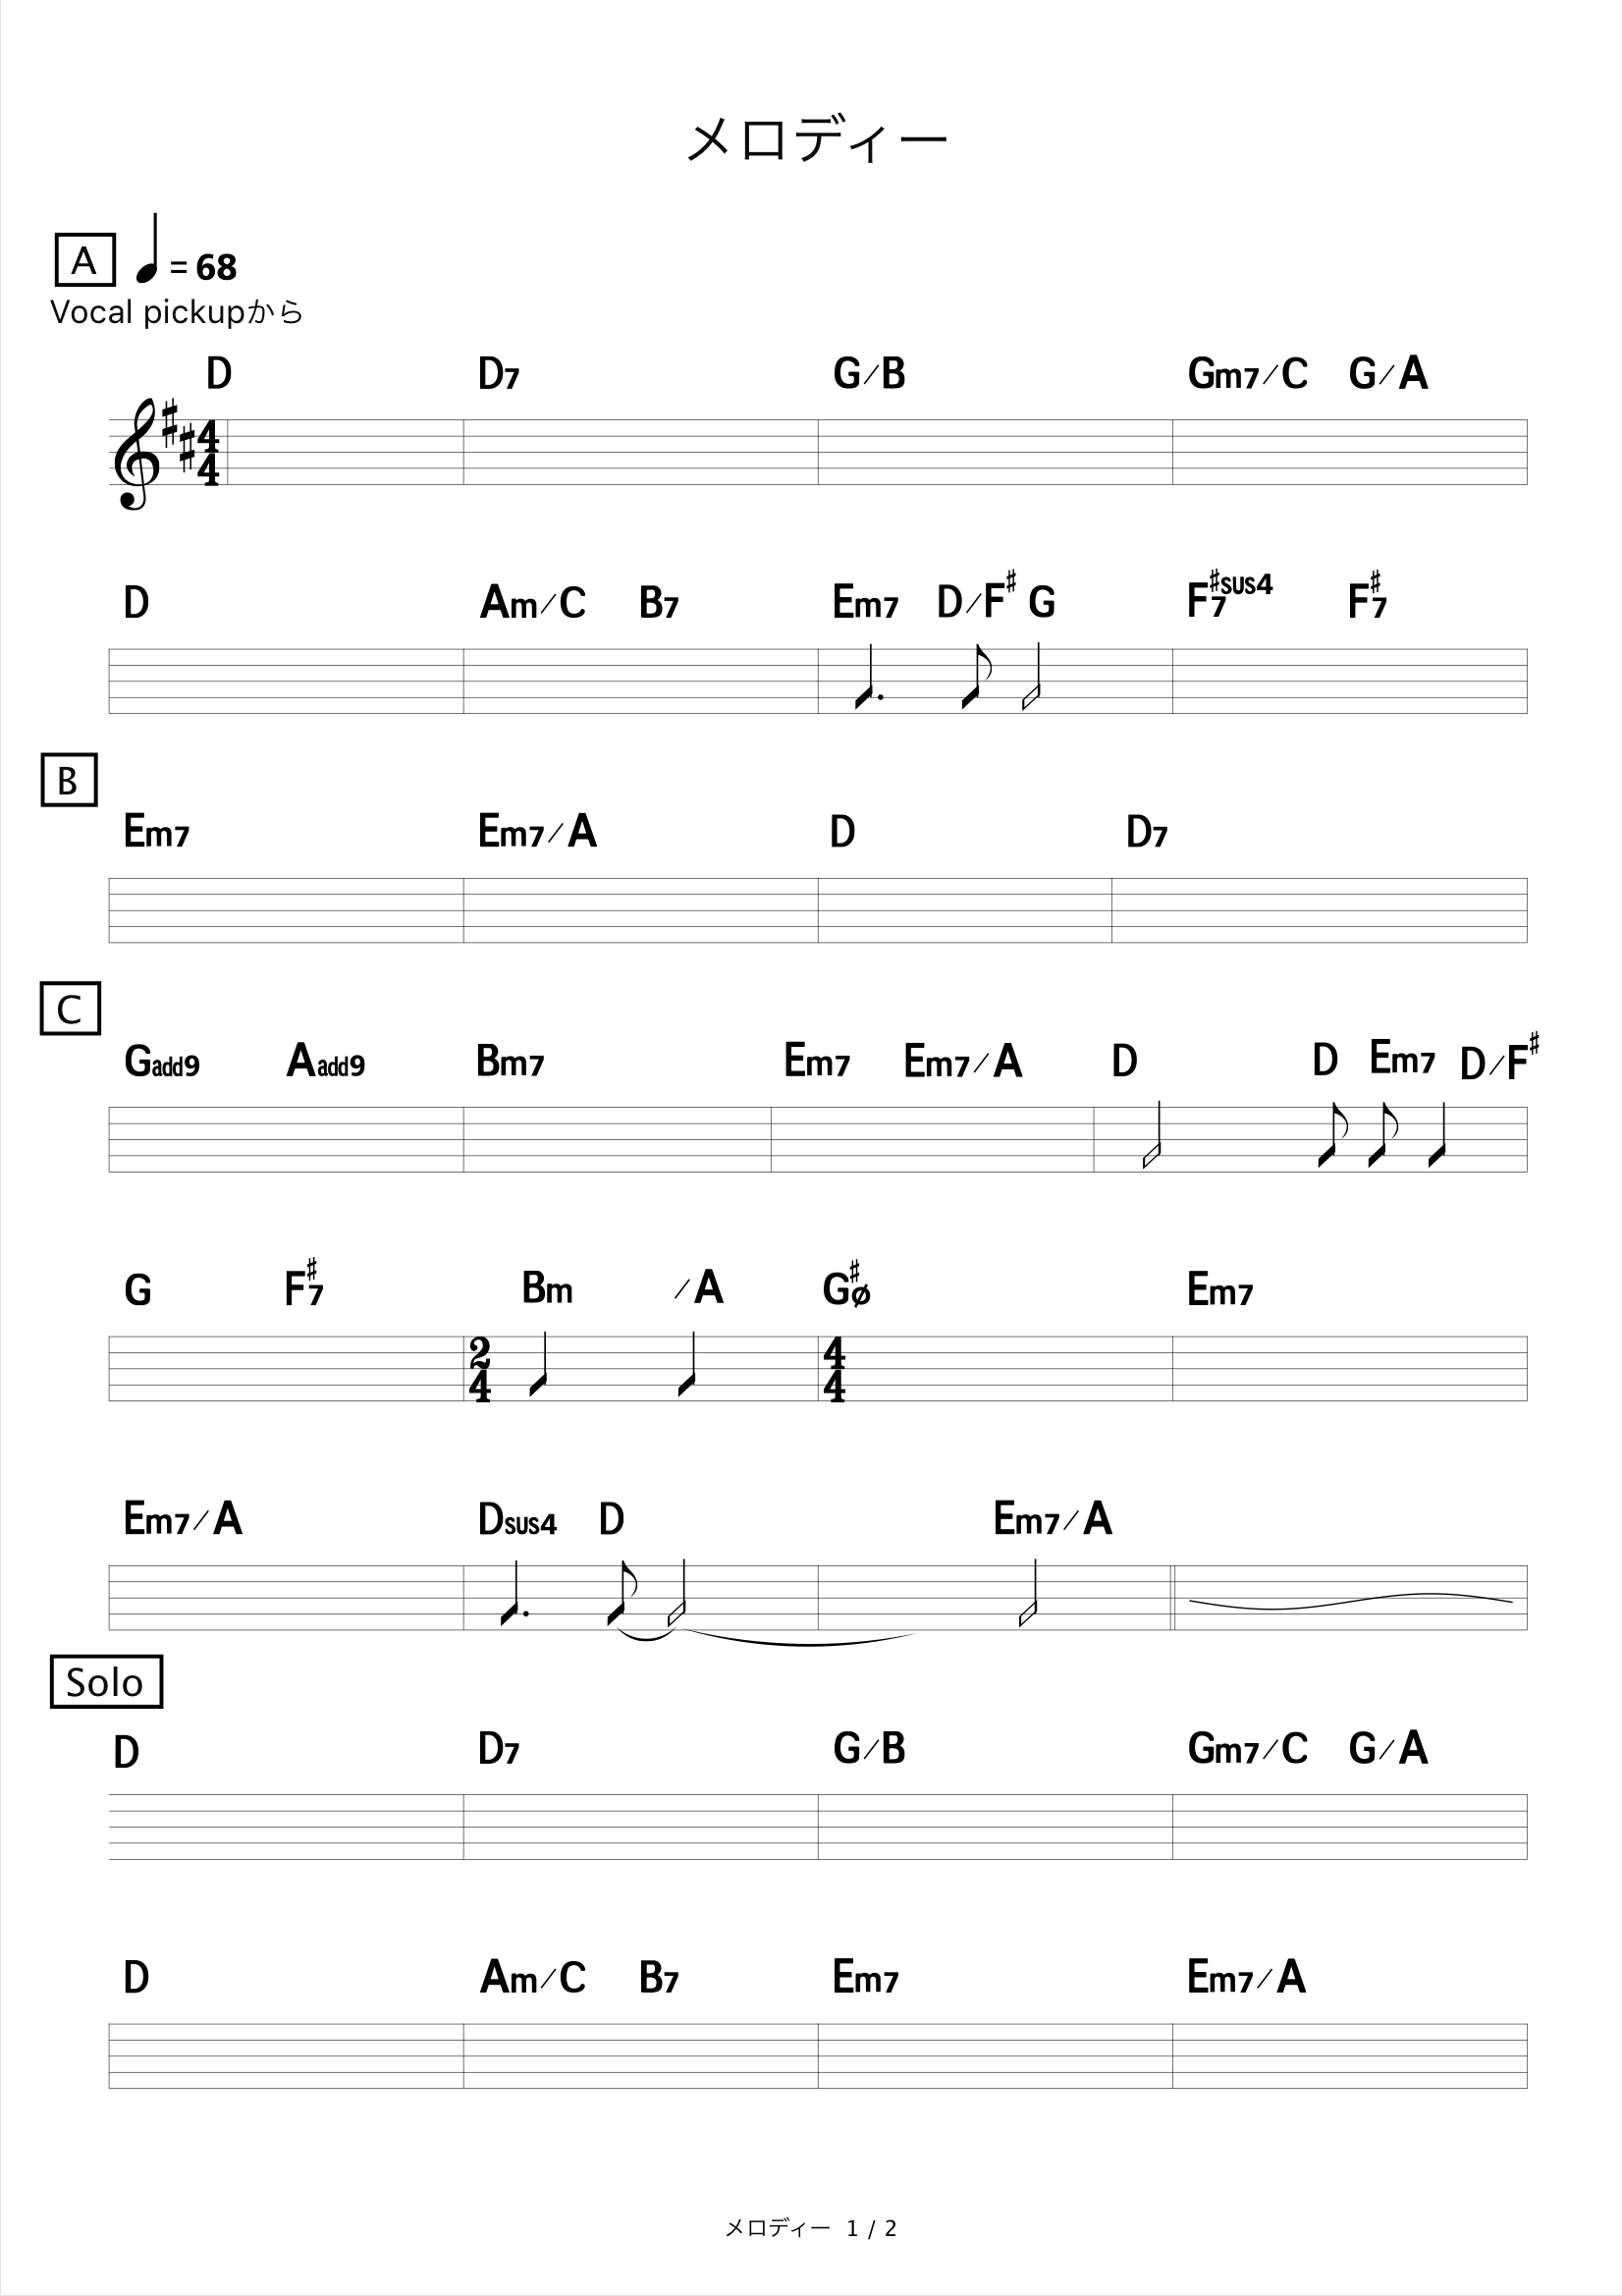 メロディー
A ♩ = 68
Vocal pickupから
D D7 G/B Gm7/C G/A
4
4
D Am/C B7 Em7 D/F# G F#7sus4 F#7
B
Em7 Em7/A D D7
C
Gadd9 Aadd9 Bm7 Em7 Em7/A D D Em7 D/F#
G F#7 Bm /A G#ø Em7
2 4
4 4
Em7/A Dsus4 D Em7/A
Solo
D D7 G/B Gm7/C G/A
D Am/C B7 Em7 Em7/A
メロディー 1 / 2